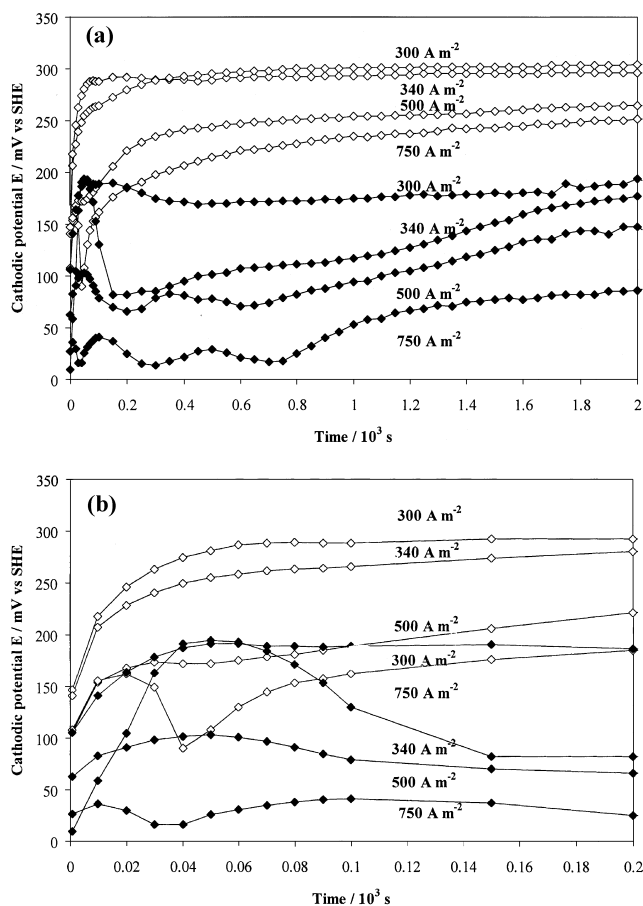 (a)
350
300
250
200
150
100
50
0
Cathodic potential E / mV vs SHE
300 A m-2
340 A m-2
500 A m-2
750 A m-2
300 A m-2
340 A m-2
500 A m-2
750 A m-2
0 0.2 0.4 0.6 0.8 1 1.2 1.4 1.6 1.8 2
Time / 10³ s
(b)
350
300
250
200
150
100
50
0
Cathodic potential E / mV vs SHE
300 A m-2
340 A m-2
500 A m-2
300 A m-2
750 A m-2
340 A m-2
500 A m-2
750 A m-2
0 0.02 0.04 0.06 0.08 0.1 0.12 0.14 0.16 0.18 0.2
Time / 10³ s